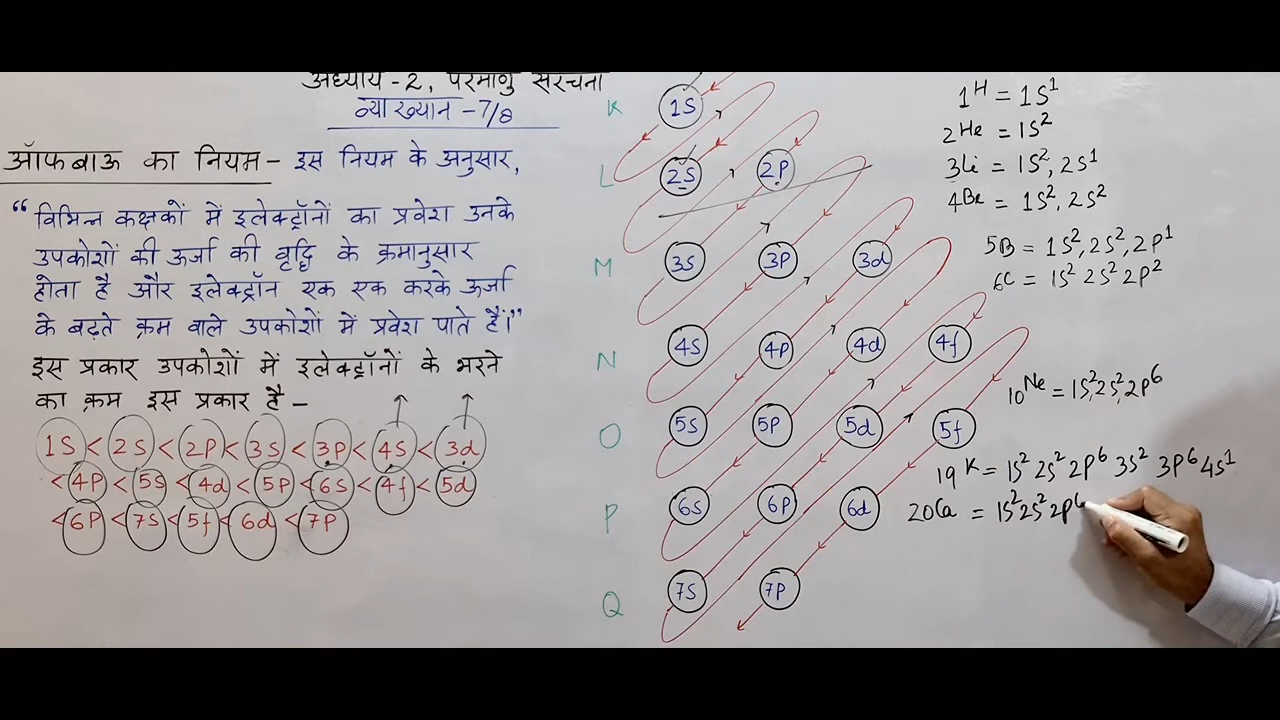 अध्याय - 2, परमाणु संरचना
व्याख्यान - 7/8
ऑफबाऊ का नियम - इस नियम के अनुसार,
“विभिन्न कक्षकों में इलेक्ट्रॉनों का प्रवेश उनके
उपकोशों की ऊर्जा की वृद्धि के क्रमानुसार
होता है और इलेक्ट्रॉन एक एक करके ऊर्जा
के बढ़ते क्रम वाले उपकोशों में प्रवेश पाते हैं।”
इस प्रकार उपकोशों में इलेक्ट्रॉनों के भरने
का क्रम इस प्रकार है -
1S < 2S < 2P < 3S < 3P < 4S < 3d
< 4P < 5S < 4d < 5P < 6S < 4f < 5d
< 6P < 7S < 5f < 6d < 7P
K 1S
L 2S 2P
M 3S 3P 3d
N 4S 4P 4d 4f
O 5S 5P 5d 5f
P 6S 6P 6d
Q 7S 7P
1H = 1S¹
2He = 1S²
3Li = 1S², 2S¹
4Be = 1S², 2S²
5B = 1S², 2S², 2P¹
6C = 1S² 2S² 2P²
10Ne = 1S², 2S², 2P⁶
19K = 1S² 2S² 2P⁶ 3S² 3P⁶ 4S¹
20Ca = 1S² 2S² 2P⁶